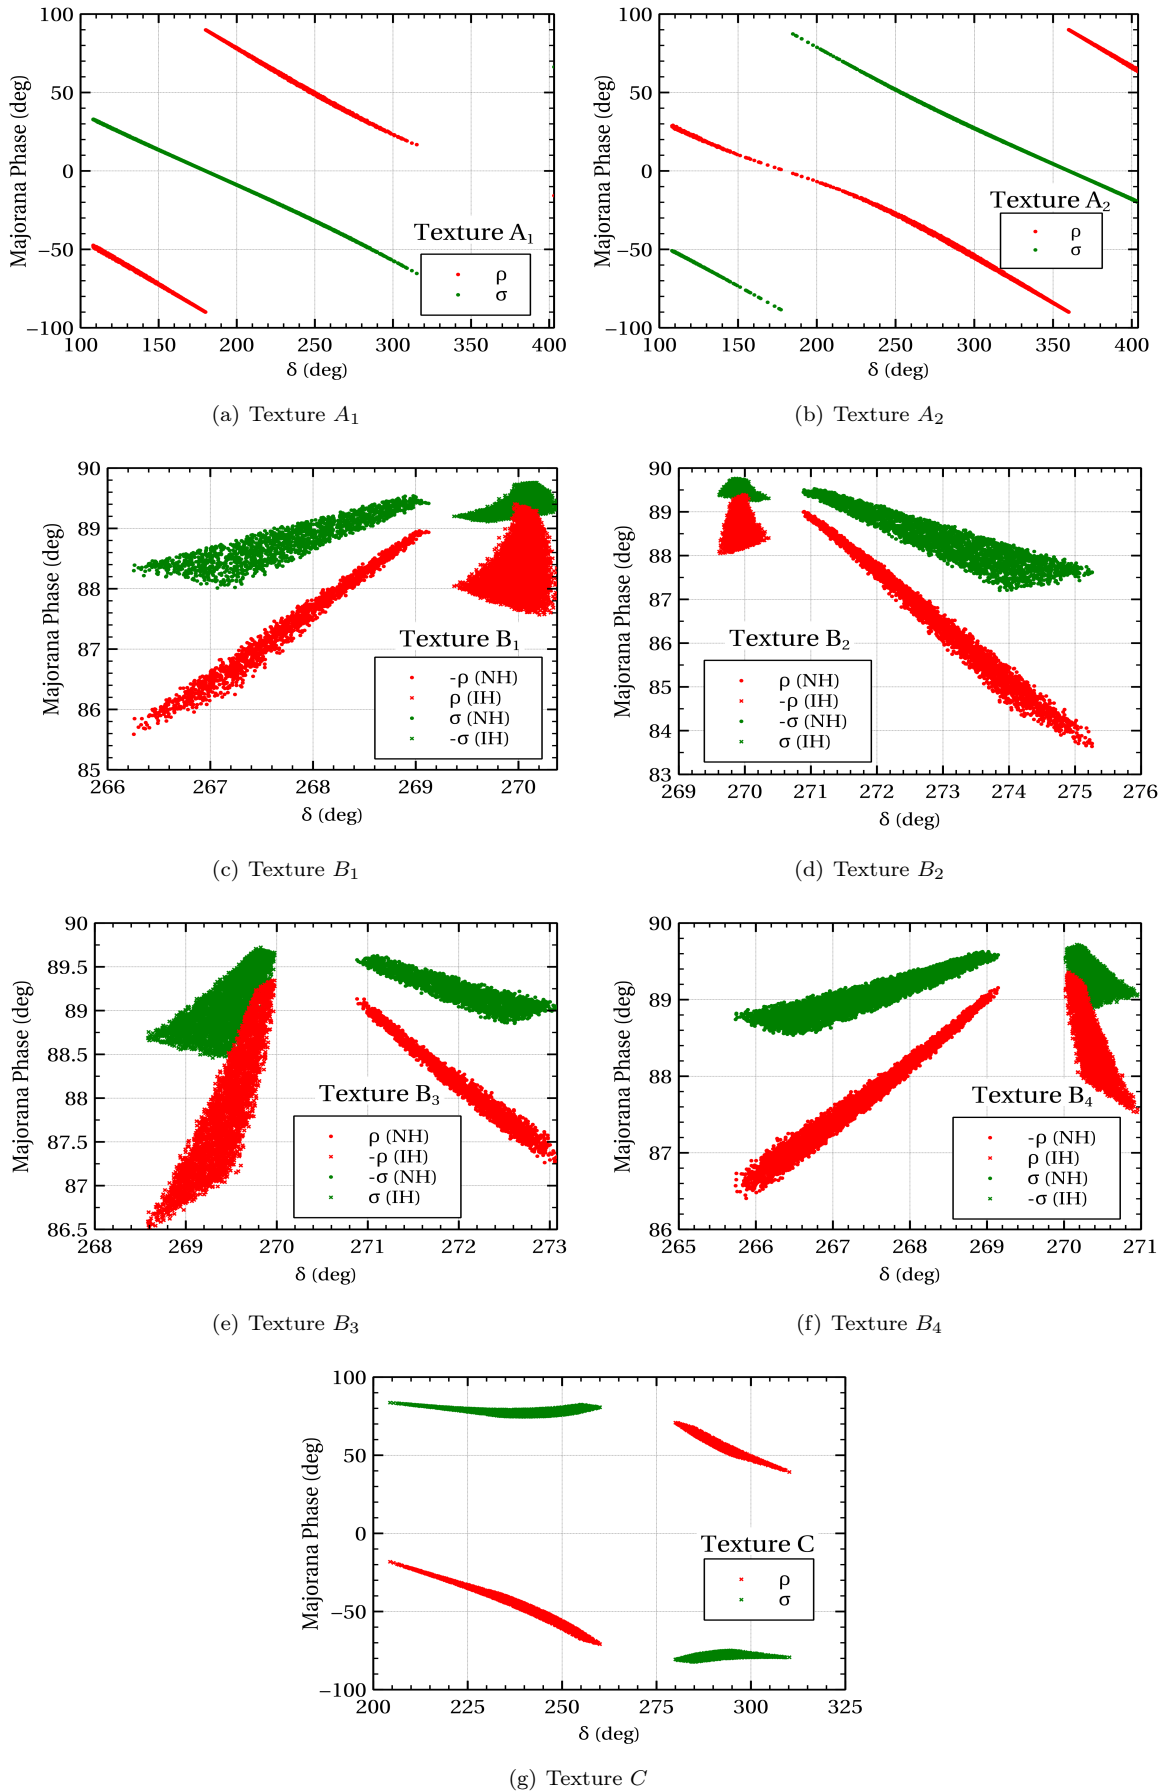 100
50
0
−50
−100
100 150 200 250 300 350 400
Majorana Phase (deg)
δ (deg)
Texture A1
ρ
σ
(a) Texture A1
100
50
0
−50
−100
100 150 200 250 300 350 400
Majorana Phase (deg)
δ (deg)
Texture A2
ρ
σ
(b) Texture A2
90
89
88
87
86
85
266 267 268 269 270
Majorana Phase (deg)
δ (deg)
Texture B1
-ρ (NH)
ρ (IH)
σ (NH)
-σ (IH)
(c) Texture B1
90
89
88
87
86
85
84
83
269 270 271 272 273 274 275 276
Majorana Phase (deg)
δ (deg)
Texture B2
ρ (NH)
-ρ (IH)
-σ (NH)
σ (IH)
(d) Texture B2
90
89.5
89
88.5
88
87.5
87
86.5
268 269 270 271 272 273
Majorana Phase (deg)
δ (deg)
Texture B3
ρ (NH)
-ρ (IH)
-σ (NH)
σ (IH)
(e) Texture B3
90
89
88
87
86
265 266 267 268 269 270 271
Majorana Phase (deg)
δ (deg)
Texture B4
-ρ (NH)
ρ (IH)
σ (NH)
-σ (IH)
(f) Texture B4
100
50
0
−50
−100
200 225 250 275 300 325
Majorana Phase (deg)
δ (deg)
Texture C
ρ
σ
(g) Texture C